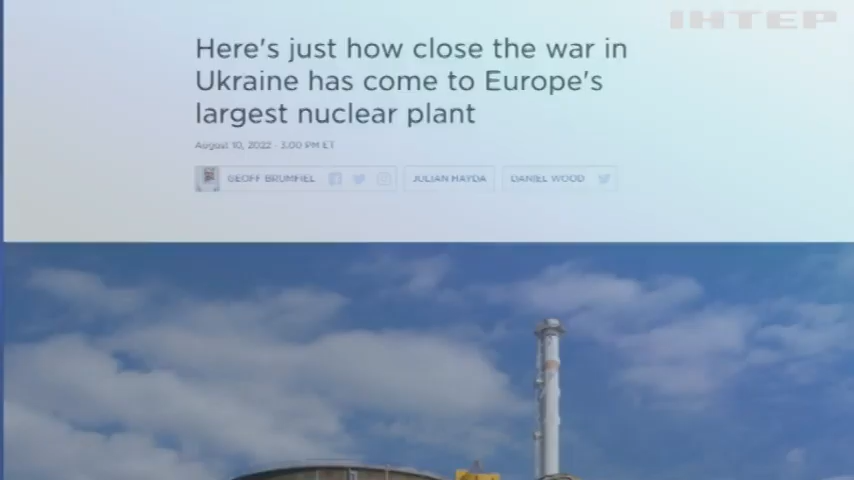 ІНТЕР
Here's just how close the war in
Ukraine has come to Europe's
largest nuclear plant
August 10, 2022 · 3:00 PM ET
GEOFF BRUMFIEL JULIAN HAYDA DANIEL WOOD